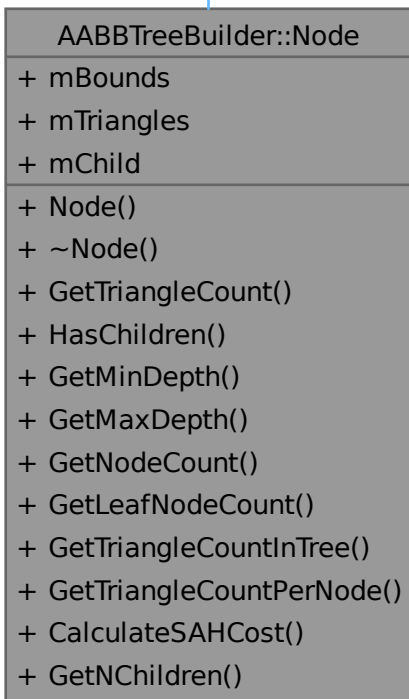 AABBTreeBuilder::Node
+ mBounds
+ mTriangles
+ mChild
+ Node()
+ ~Node()
+ GetTriangleCount()
+ HasChildren()
+ GetMinDepth()
+ GetMaxDepth()
+ GetNodeCount()
+ GetLeafNodeCount()
+ GetTriangleCountInTree()
+ GetTriangleCountPerNode()
+ CalculateSAHCost()
+ GetNChildren()